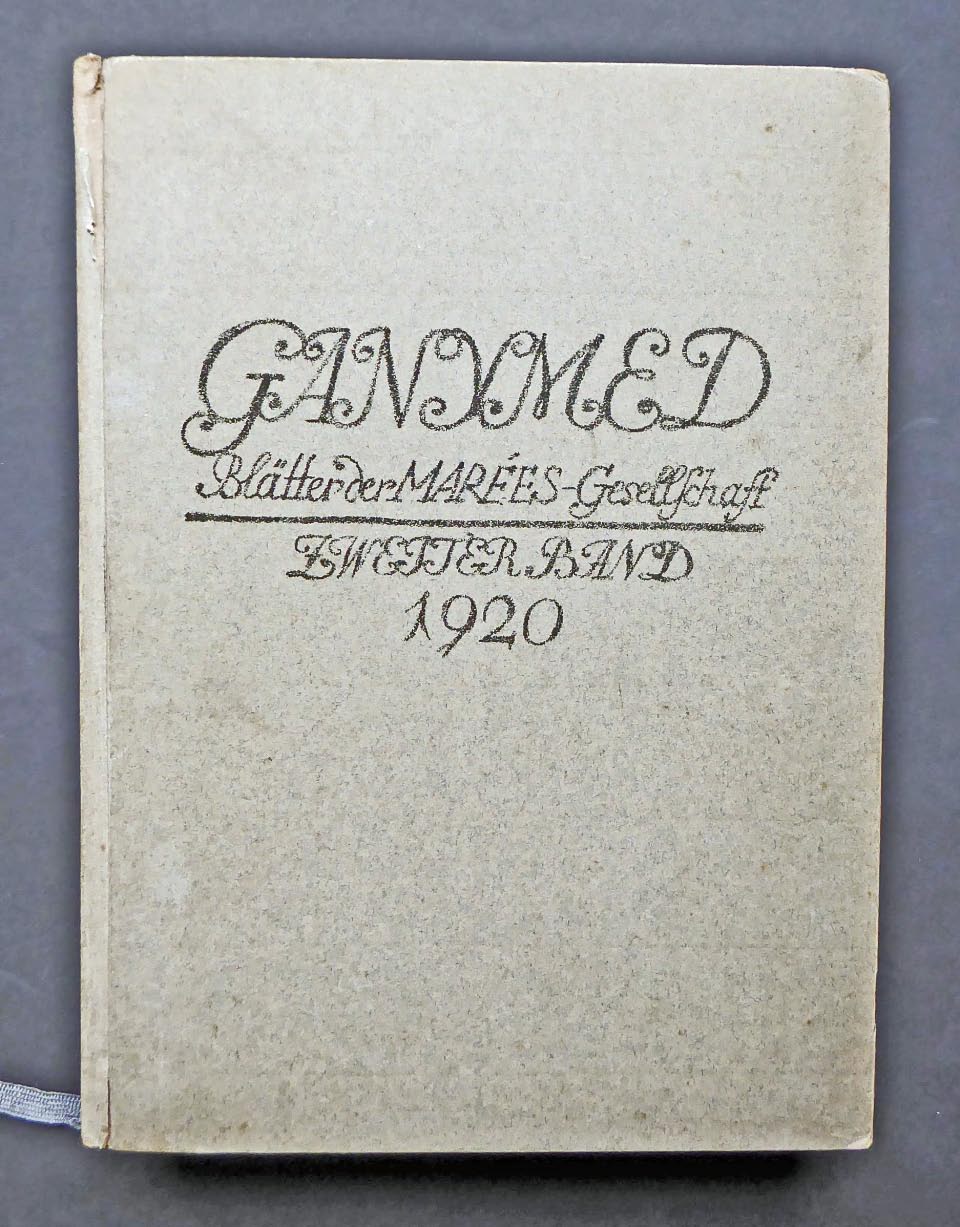 GANYMED
Blätter der MARÉES-Geſellſchaft
ZWEITER BAND
1920